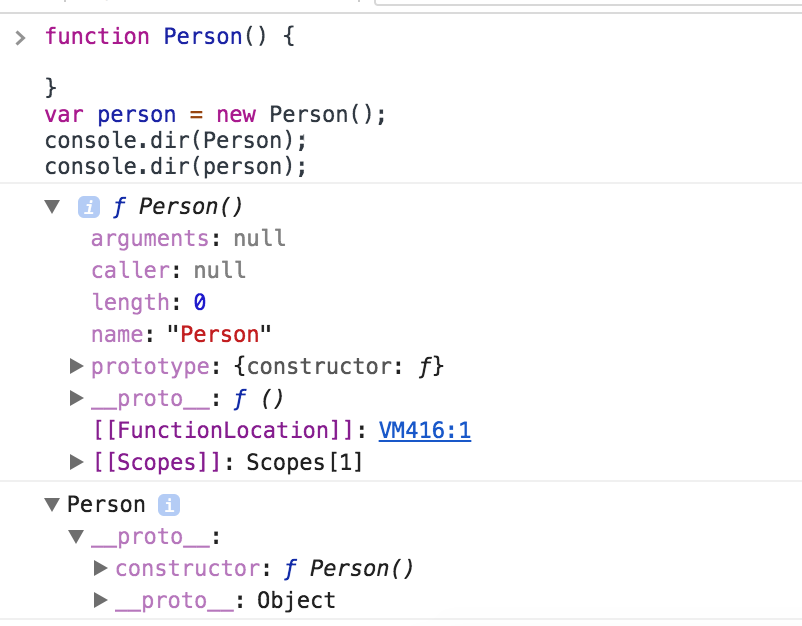 function Person() {
}
var person = new Person();
console.dir(Person);
console.dir(person);
i f Person()
arguments: null
caller: null
length: 0
name: "Person"
prototype: {constructor: f}
__proto__: f ()
[[FunctionLocation]]: VM416:1
[[Scopes]]: Scopes[1]
Person i
__proto__:
constructor: f Person()
__proto__: Object